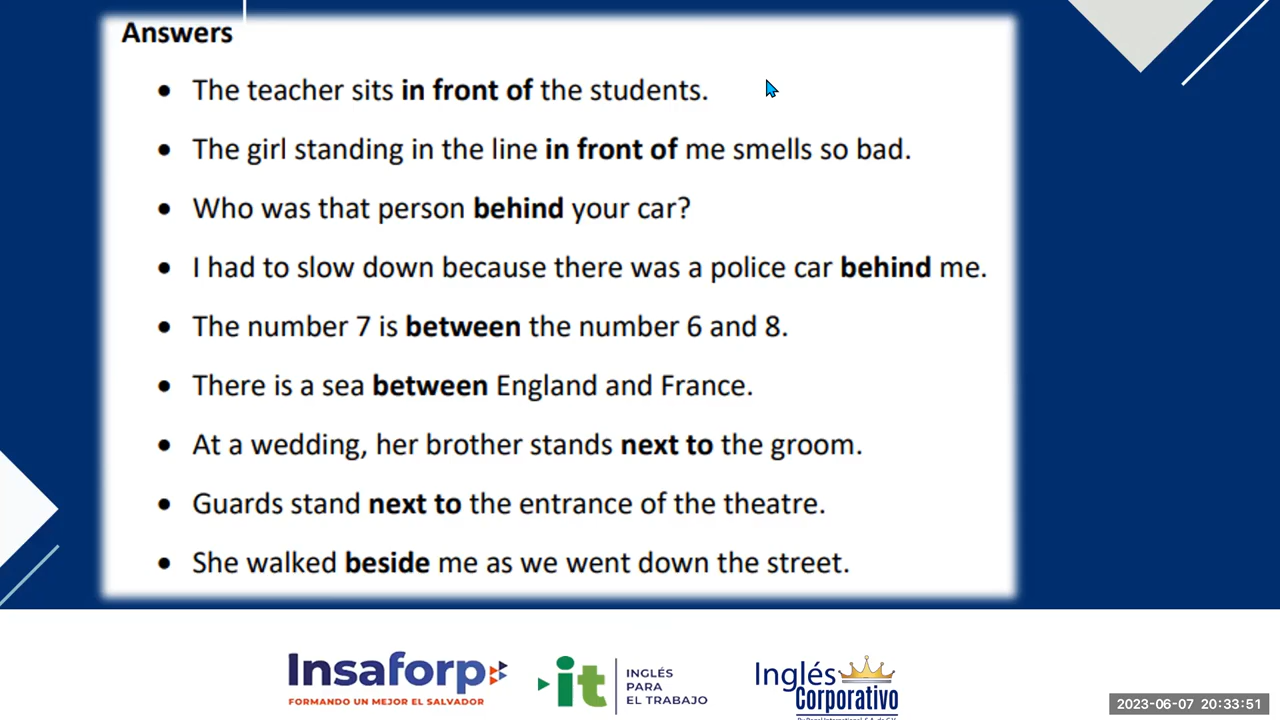 Answers
• The teacher sits in front of the students.
• The girl standing in the line in front of me smells so bad.
• Who was that person behind your car?
• I had to slow down because there was a police car behind me.
• The number 7 is between the number 6 and 8.
• There is a sea between England and France.
• At a wedding, her brother stands next to the groom.
• Guards stand next to the entrance of the theatre.
• She walked beside me as we went down the street.
Insaforp
FORMANDO UN MEJOR EL SALVADOR
it
INGLÉS
PARA
EL TRABAJO
Inglés
Corporativo
2023-06-07 20:33:51